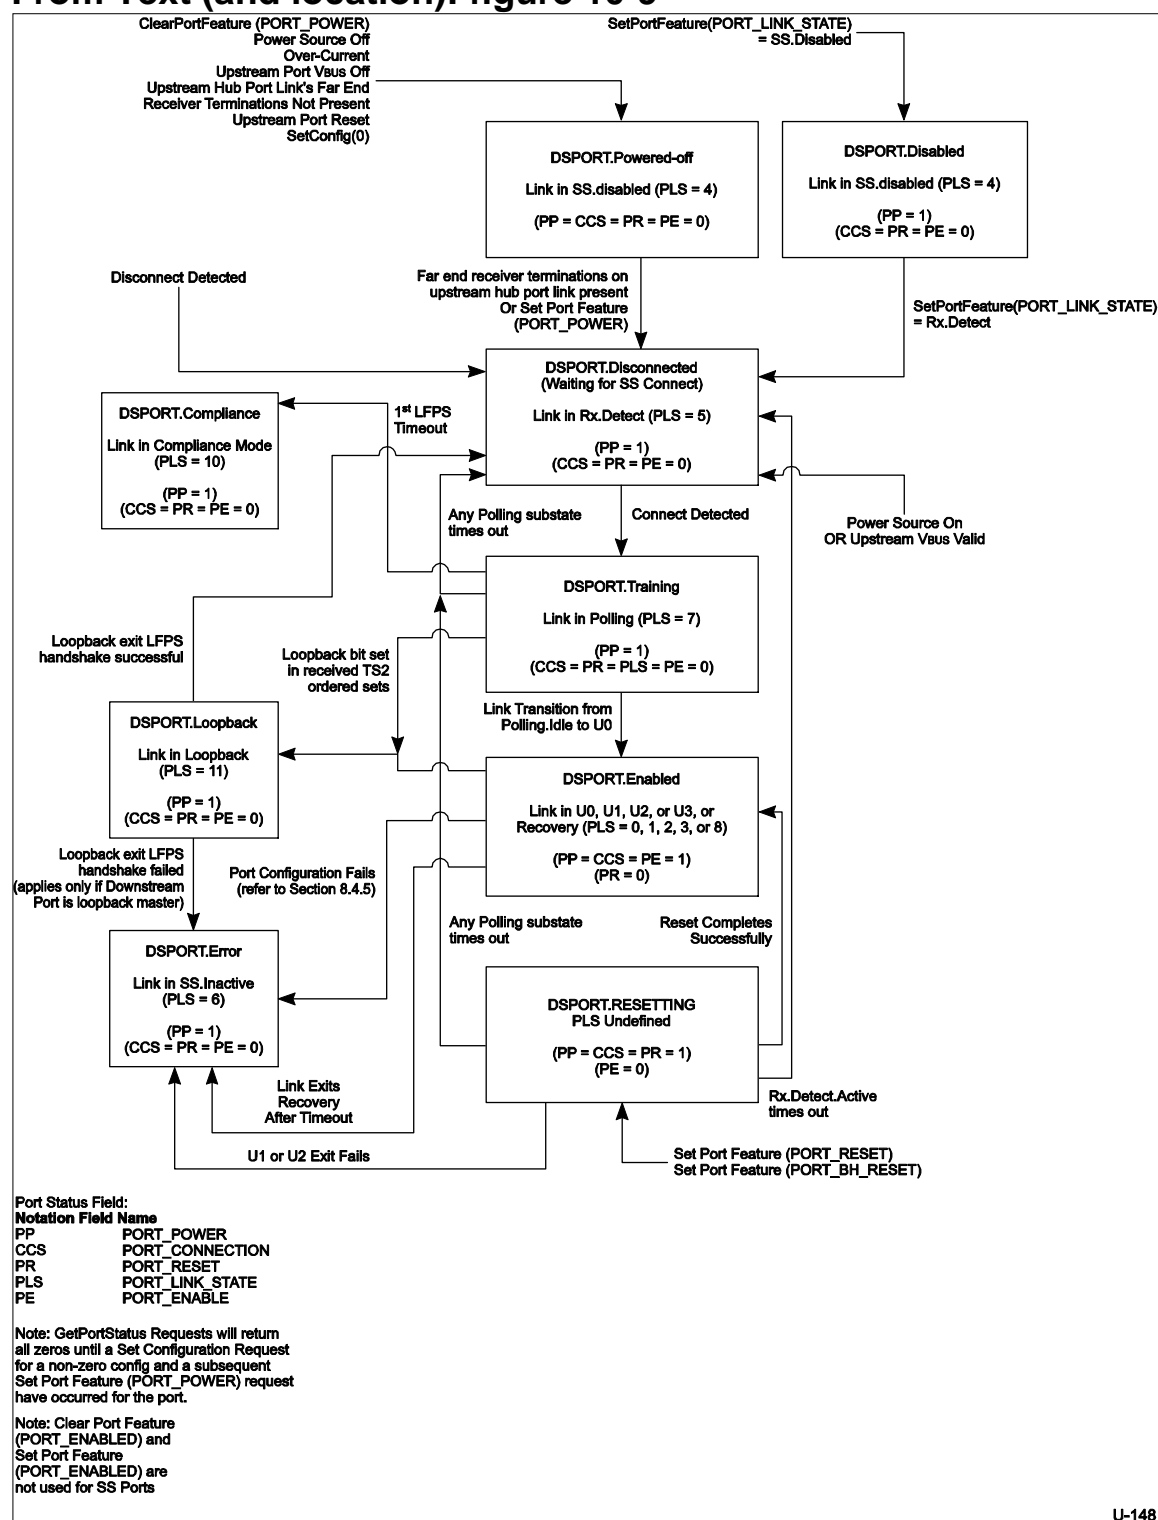 From Text (and location): figure 10-8
ClearPortFeature (PORT_POWER)
Power Source Off
Over-Current
Upstream Port VBUS Off
Upstream Hub Port Link's Far End
Receiver Terminations Not Present
Upstream Port Reset
SetConfig(0)
SetPortFeature(PORT_LINK_STATE)
= SS.Disabled
DSPORT.Powered-off
Link in SS.disabled (PLS = 4)
(PP = CCS = PR = PE = 0)
DSPORT.Disabled
Link in SS.disabled (PLS = 4)
(PP = 1)
(CCS = PR = PE = 0)
Disconnect Detected
Far end receiver terminations on
upstream hub port link present
Or Set Port Feature
(PORT_POWER)
SetPortFeature(PORT_LINK_STATE)
= Rx.Detect
DSPORT.Disconnected
(Waiting for SS Connect)
Link in Rx.Detect (PLS = 5)
(PP = 1)
(CCS = PR = PE = 0)
DSPORT.Compliance
Link in Compliance Mode
(PLS = 10)
(PP = 1)
(CCS = PR = PE = 0)
1st LFPS
Timeout
Any Polling substate
times out
Connect Detected
Power Source On
OR Upstream VBUS Valid
DSPORT.Training
Link in Polling (PLS = 7)
(PP = 1)
(CCS = PR = PLS = PE = 0)
Loopback exit LFPS
handshake successful
Loopback bit set
in received TS2
ordered sets
Link Transition from
Polling.Idle to U0
DSPORT.Loopback
Link in Loopback
(PLS = 11)
(PP = 1)
(CCS = PR = PE = 0)
DSPORT.Enabled
Link in U0, U1, U2, or U3, or
Recovery (PLS = 0, 1, 2, 3, or 8)
(PP = CCS = PE = 1)
(PR = 0)
Loopback exit LFPS
handshake failed
(applies only if Downstream
Port is loopback master)
Port Configuration Fails
(refer to Section 8.4.5)
Any Polling substate
times out
Reset Completes
Successfully
DSPORT.Error
Link in SS.Inactive
(PLS = 6)
(PP = 1)
(CCS = PR = PE = 0)
DSPORT.RESETTING
PLS Undefined
(PP = CCS = PR = 1)
(PE = 0)
Link Exits
Recovery
After Timeout
Rx.Detect.Active
times out
U1 or U2 Exit Fails
Set Port Feature (PORT_RESET)
Set Port Feature (PORT_BH_RESET)
Port Status Field:
Notation Field Name
PP PORT_POWER
CCS PORT_CONNECTION
PR PORT_RESET
PLS PORT_LINK_STATE
PE PORT_ENABLE
Note: GetPortStatus Requests will return
all zeros until a Set Configuration Request
for a non-zero config and a subsequent
Set Port Feature (PORT_POWER) request
have occurred for the port.
Note: Clear Port Feature
(PORT_ENABLED) and
Set Port Feature
(PORT_ENABLED) are
not used for SS Ports
U-148